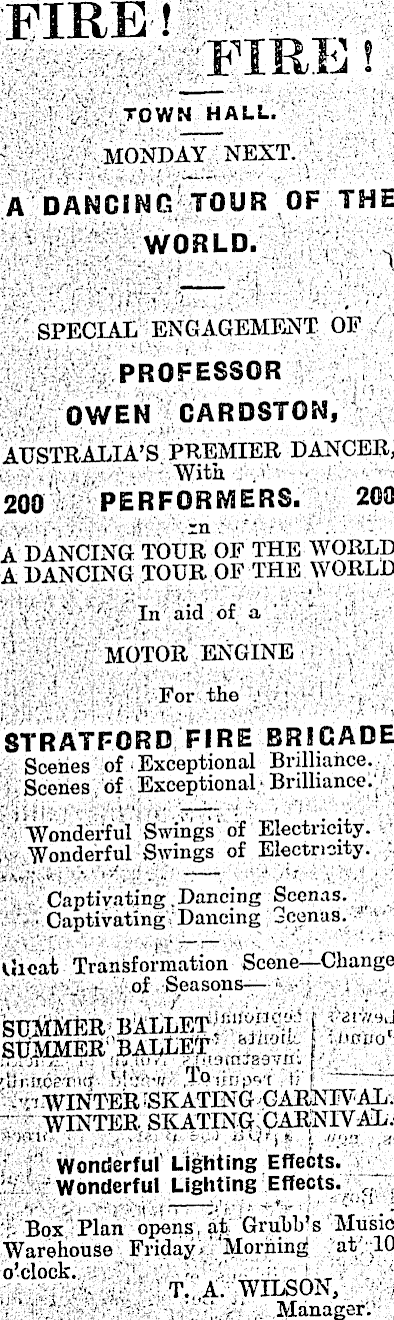 FIRE!
FIRE!
TOWN HALL.
MONDAY NEXT.
A DANCING TOUR OF THE
WORLD.
SPECIAL ENGAGEMENT OF
PROFESSOR
OWEN CARDSTON,
AUSTRALIA'S PREMIER DANCER,
With
200 PERFORMERS. 200
In
A DANCING TOUR OF THE WORLD
A DANCING TOUR OF THE WORLD
In aid of a
MOTOR ENGINE
For the
STRATFORD FIRE BRIGADE
Scenes of Exceptional Brilliance.
Scenes of Exceptional Brilliance.
Wonderful Swings of Electricity.
Wonderful Swings of Electricity.
Captivating Dancing Scenas.
Captivating Dancing Scenas.
Great Transformation Scene—Change
of Seasons—
SUMMER BALLET
SUMMER BALLET
To
WINTER SKATING CARNIVAL.
WINTER SKATING CARNIVAL.
Wonderful Lighting Effects.
Wonderful Lighting Effects.
Box Plan opens at Grubb's Music
Warehouse Friday Morning at 10
o'clock.
T. A. WILSON,
Manager.